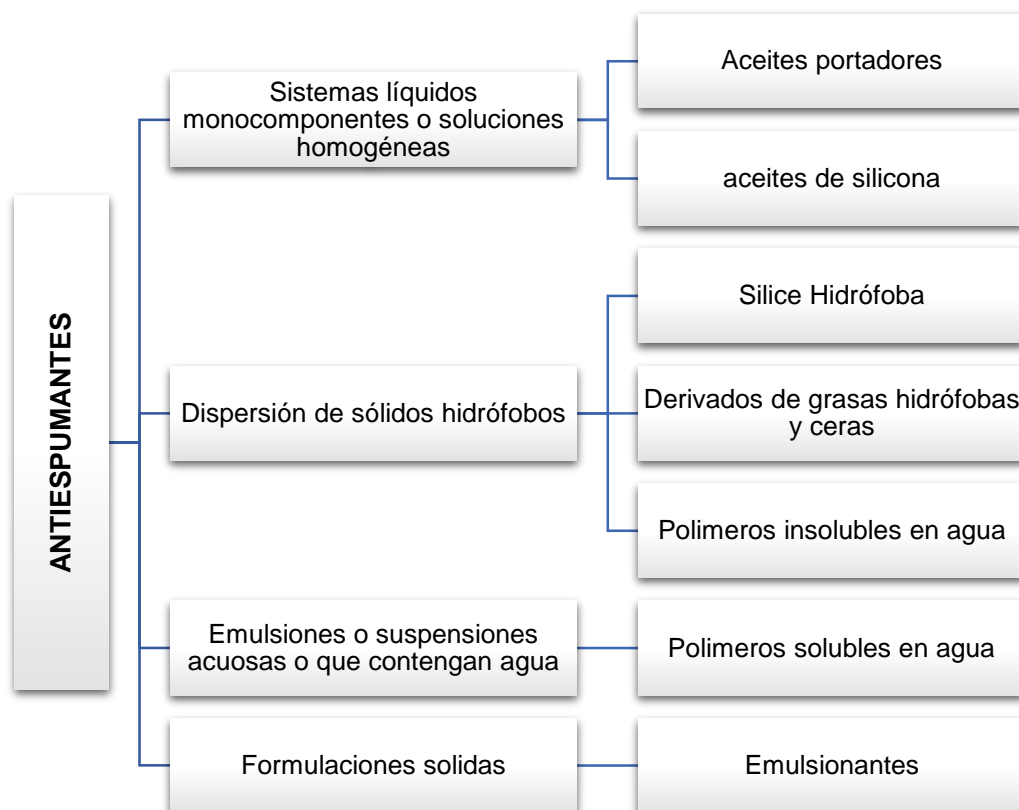 ANTIESPUMANTES
Sistemas líquidos
monocomponentes o soluciones
homogéneas
Aceites portadores
aceites de silicona
Dispersión de sólidos hidrófobos
Silice Hidrófoba
Derivados de grasas hidrófobas
y ceras
Polimeros insolubles en agua
Emulsiones o suspensiones
acuosas o que contengan agua
Polimeros solubles en agua
Formulaciones solidas
Emulsionantes